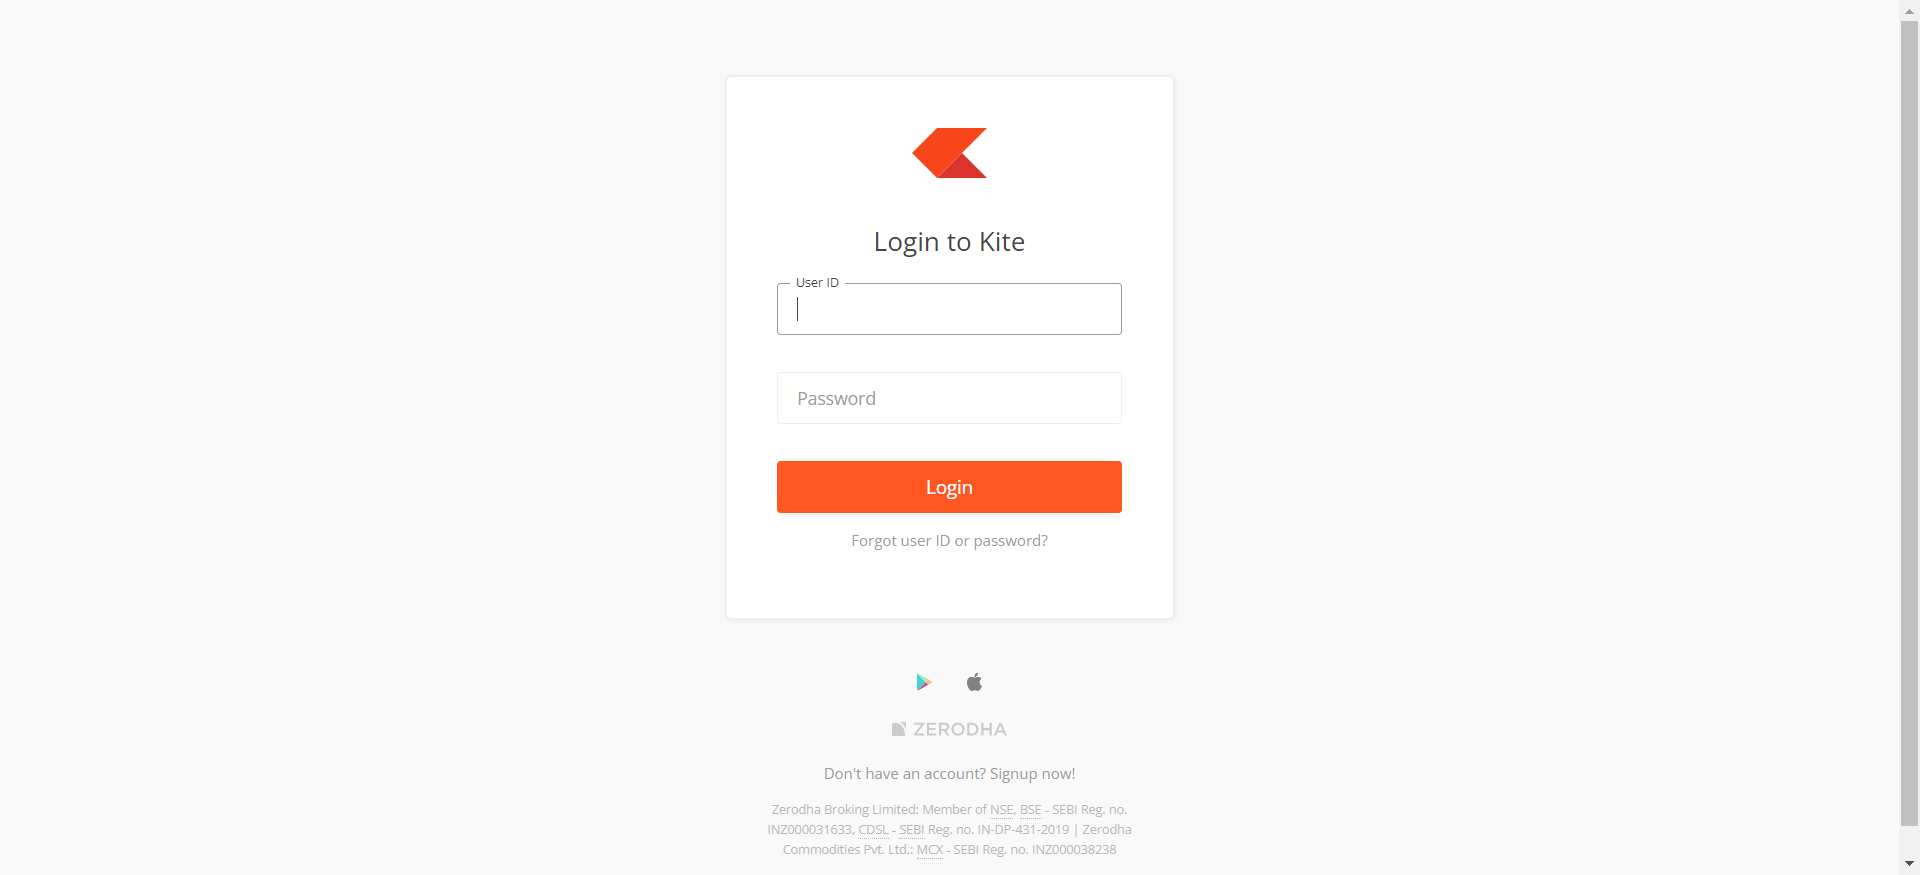 Login to Kite
User ID
Password
Login
Forgot user ID or password?
ZERODHA
Don't have an account? Signup now!
Zerodha Broking Limited: Member of NSE, BSE - SEBI Reg. no.
INZ000031633, CDSL - SEBI Reg. no. IN-DP-431-2019 | Zerodha
Commodities Pvt. Ltd.: MCX - SEBI Reg. no. INZ000038238